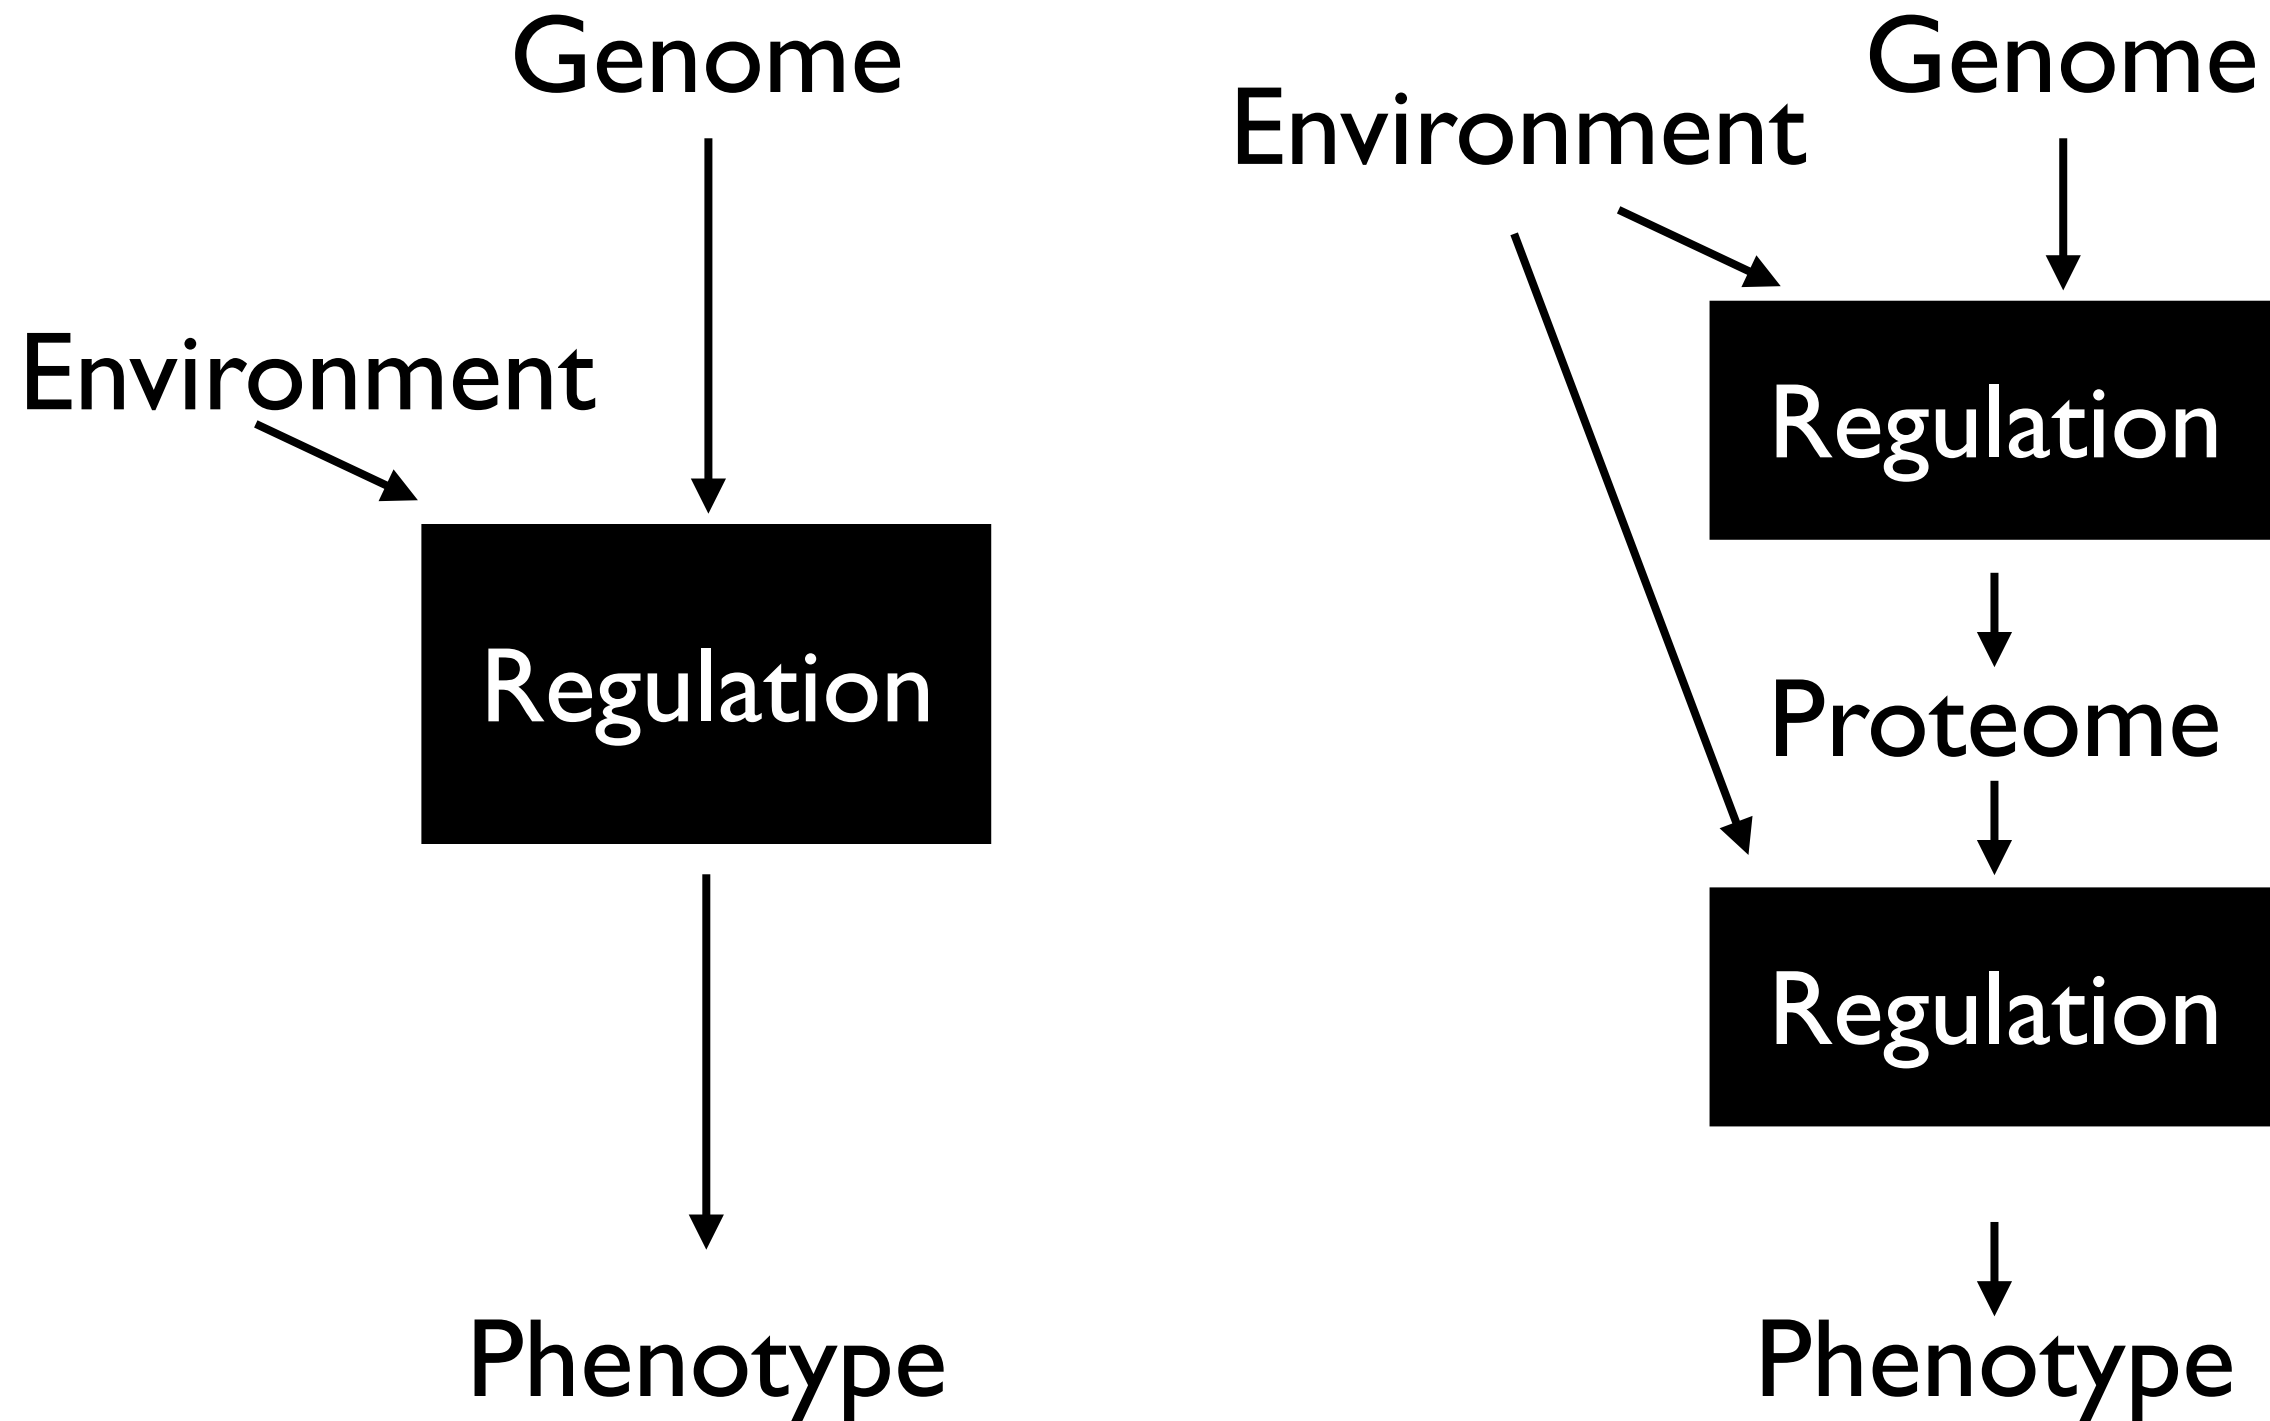 Genome
Environment
Regulation
Phenotype
Genome
Environment
Regulation
Proteome
Regulation
Phenotype